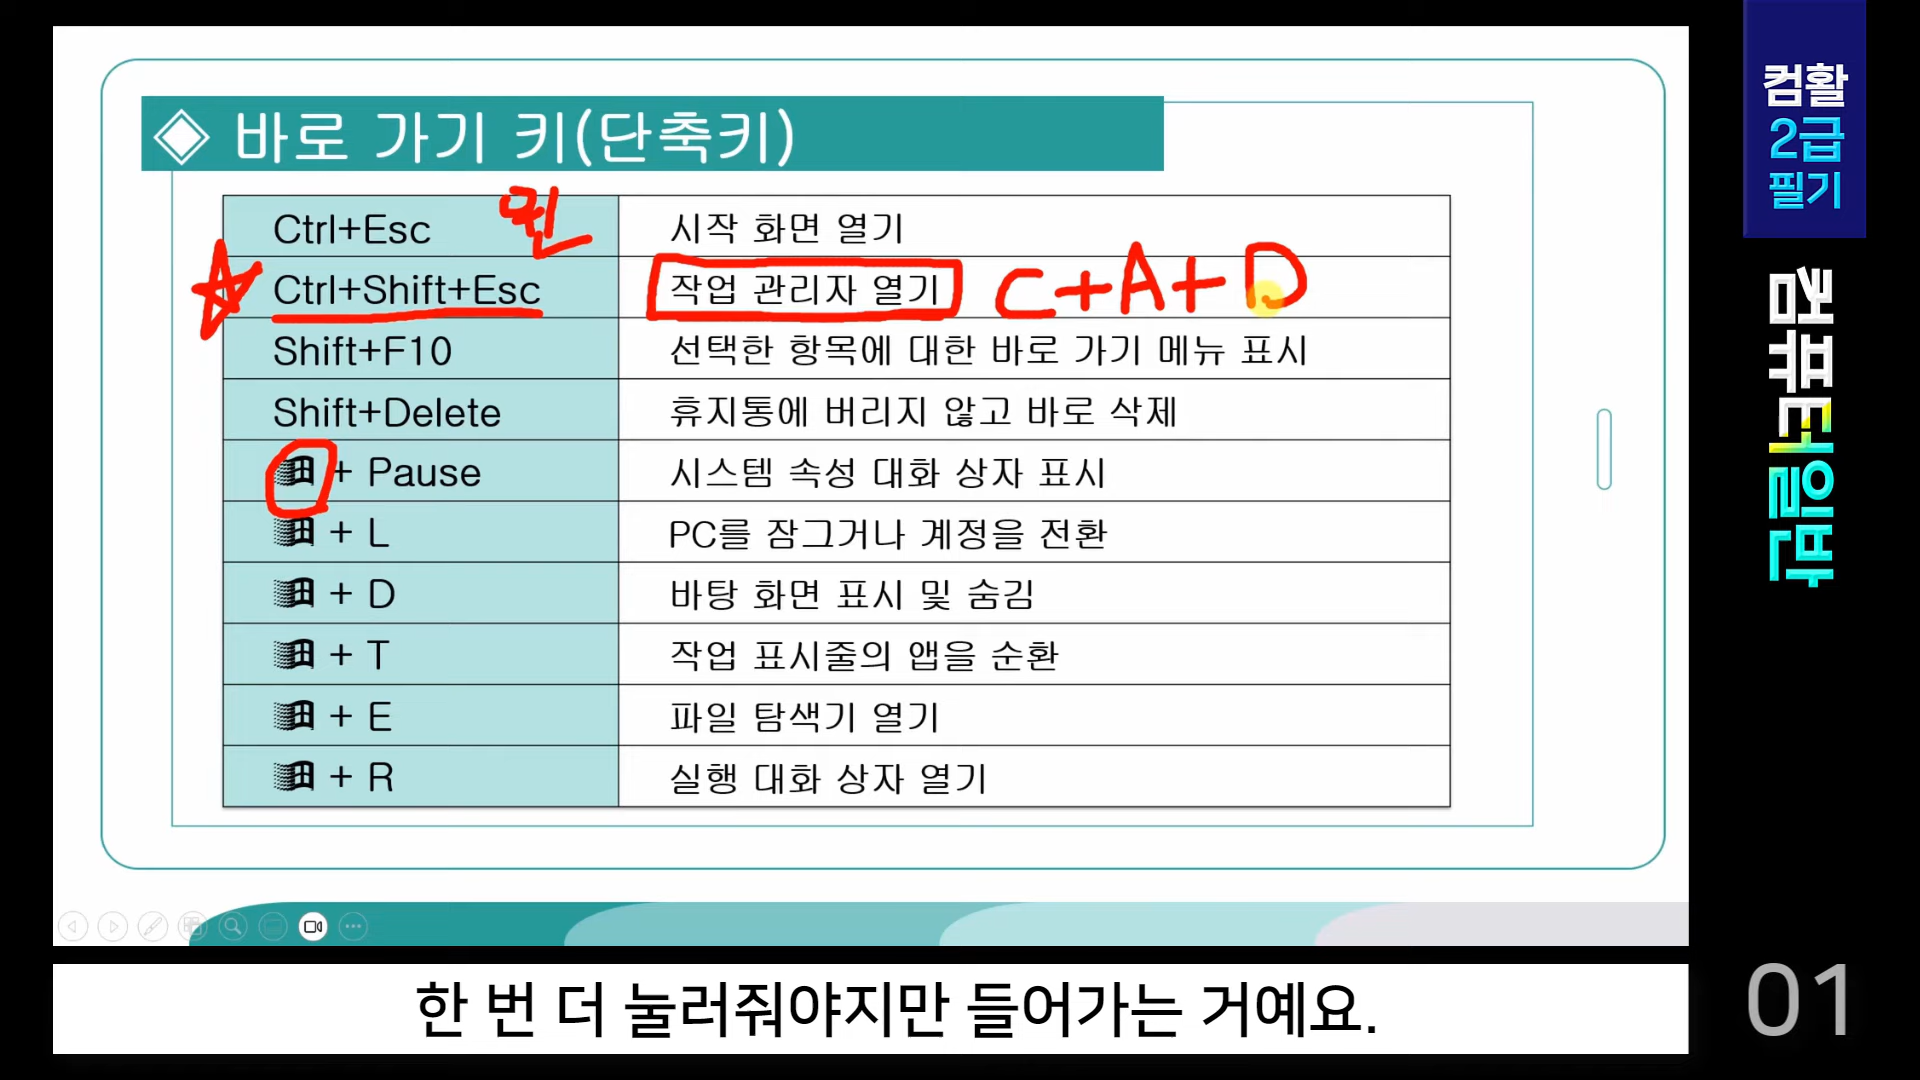 바로 가기 키(단축키)
Ctrl+Esc 윈 시작 화면 열기
Ctrl+Shift+Esc 작업 관리자 열기 C+A+D
Shift+F10 선택한 항목에 대한 바로 가기 메뉴 표시
Shift+Delete 휴지통에 버리지 않고 바로 삭제
+ Pause 시스템 속성 대화 상자 표시
+ L PC를 잠그거나 계정을 전환
+ D 바탕 화면 표시 및 숨김
+ T 작업 표시줄의 앱을 순환
+ E 파일 탐색기 열기
+ R 실행 대화 상자 열기
한 번 더 눌러줘야지만 들어가는 거예요.
컴활
2급
필기
컴퓨터일반
01